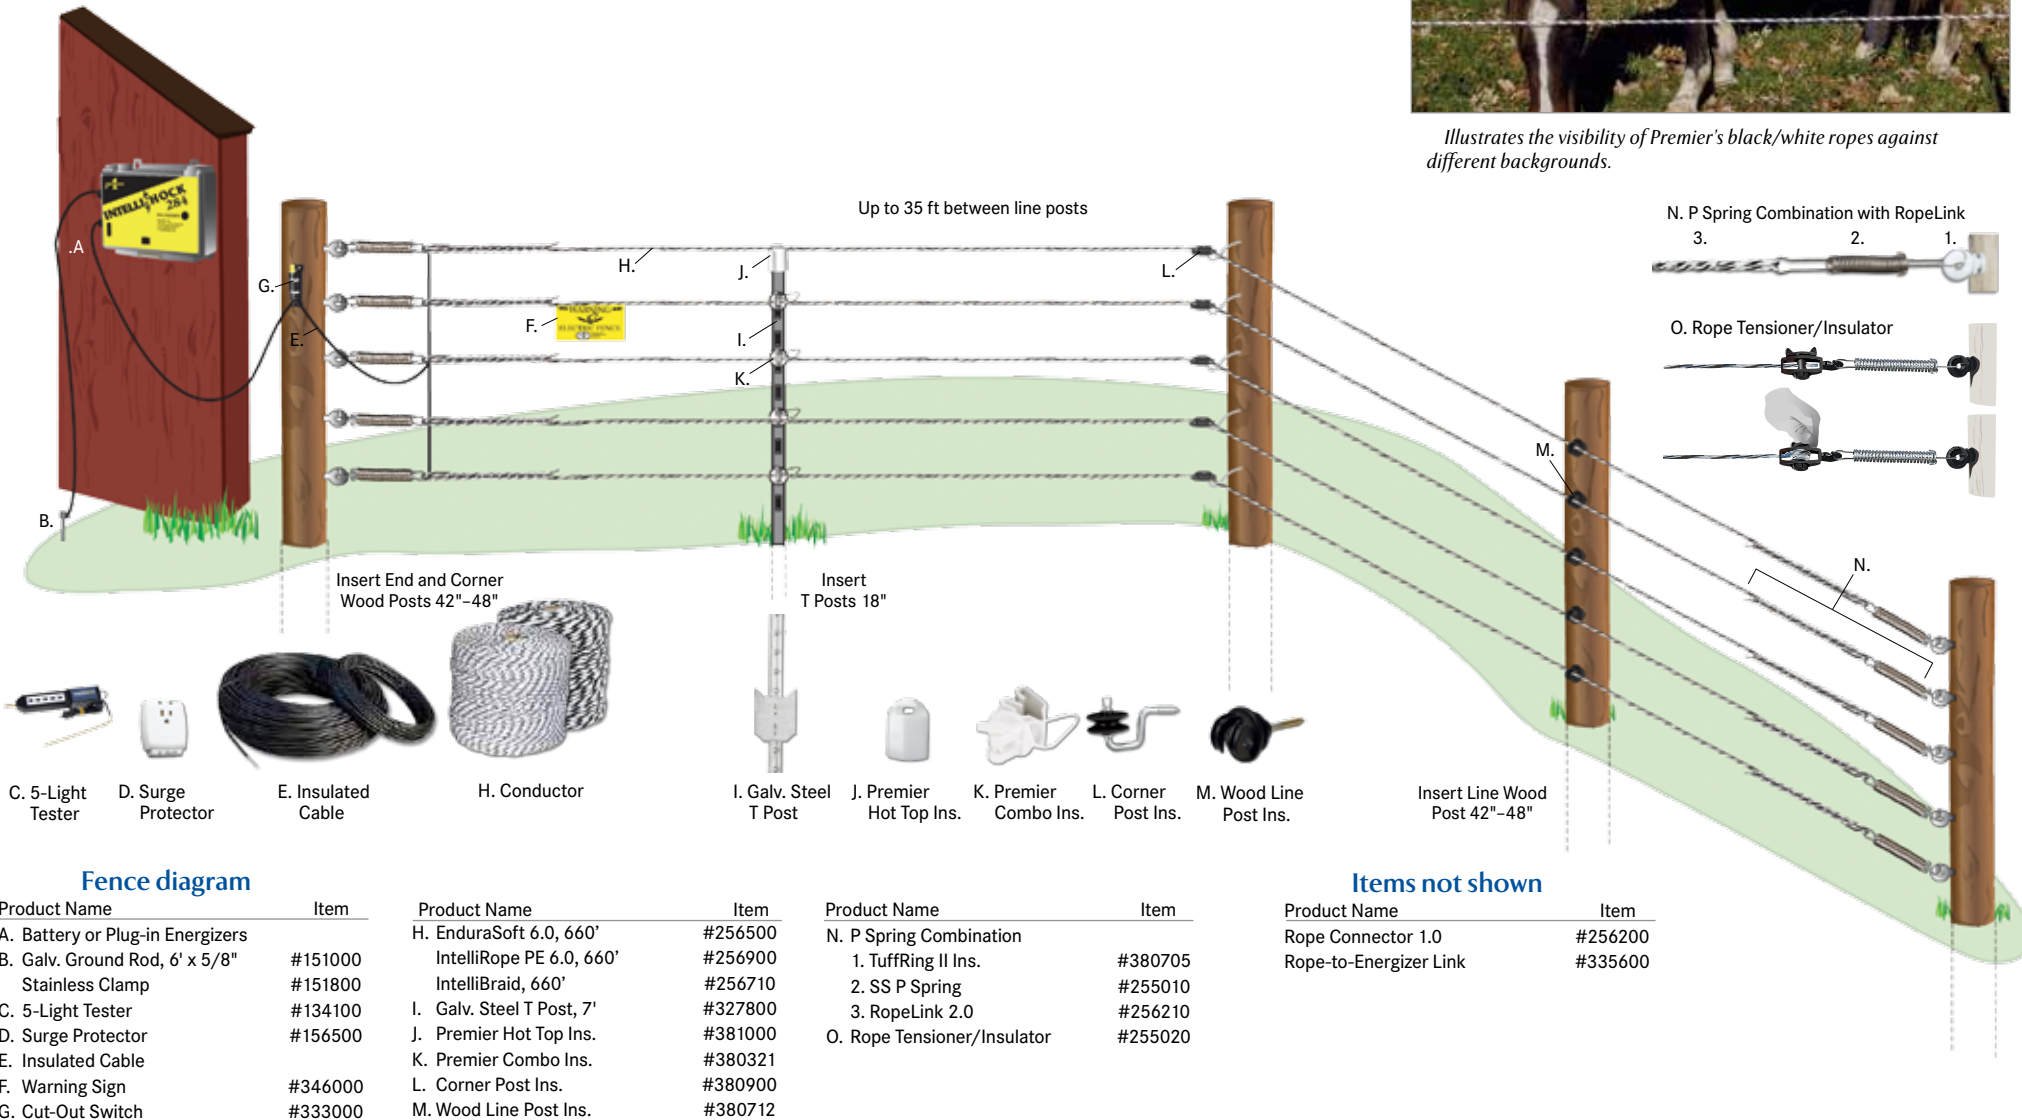 Illustrates the visibility of Premier's black/white ropes against
different backgrounds.
INTELLISHOCK
284
.A
B.
G.
E.
Up to 35 ft between line posts
H.
J.
L.
F.
WARNING
ELECTRIC FENCE
I.
K.
M.
N.
N. P Spring Combination with RopeLink
3. 2. 1.
O. Rope Tensioner/Insulator
Insert End and Corner
Wood Posts 42"–48"
Insert
T Posts 18"
Insert Line Wood
Post 42"–48"
C. 5-Light
Tester
D. Surge
Protector
E. Insulated
Cable
H. Conductor
I. Galv. Steel
T Post
J. Premier
Hot Top Ins.
K. Premier
Combo Ins.
L. Corner
Post Ins.
M. Wood Line
Post Ins.
Fence diagram
Product Name Item
A. Battery or Plug-in Energizers
B. Galv. Ground Rod, 6' x 5/8" #151000
Stainless Clamp #151800
C. 5-Light Tester #134100
D. Surge Protector #156500
E. Insulated Cable
F. Warning Sign #346000
G. Cut-Out Switch #333000
Product Name Item
H. EnduraSoft 6.0, 660’ #256500
IntelliRope PE 6.0, 660’ #256900
IntelliBraid, 660’ #256710
I. Galv. Steel T Post, 7' #327800
J. Premier Hot Top Ins. #381000
K. Premier Combo Ins. #380321
L. Corner Post Ins. #380900
M. Wood Line Post Ins. #380712
Product Name Item
N. P Spring Combination
1. TuffRing II Ins. #380705
2. SS P Spring #255010
3. RopeLink 2.0 #256210
O. Rope Tensioner/Insulator #255020
Items not shown
Product Name Item
Rope Connector 1.0 #256200
Rope-to-Energizer Link #335600